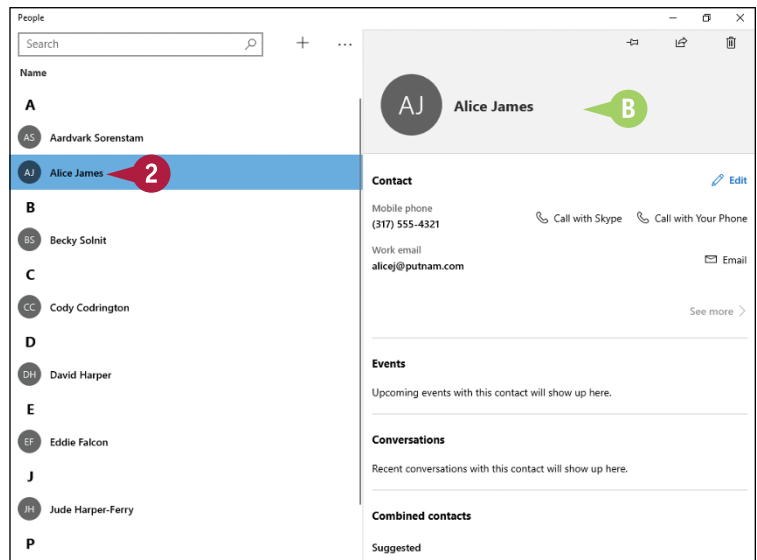 People
Search
Name
A
AS Aardvark Sorenstam
AJ Alice James 2
B
BS Becky Solnit
C
CC Cody Codrington
D
DH David Harper
E
EF Eddie Falcon
J
JH Jude Harper-Ferry
P
AJ Alice James B
Contact Edit
Mobile phone
(317) 555-4321 Call with Skype Call with Your Phone
Work email
alicej@putnam.com Email
See more
Events
Upcoming events with this contact will show up here.
Conversations
Recent conversations with this contact will show up here.
Combined contacts
Suggested